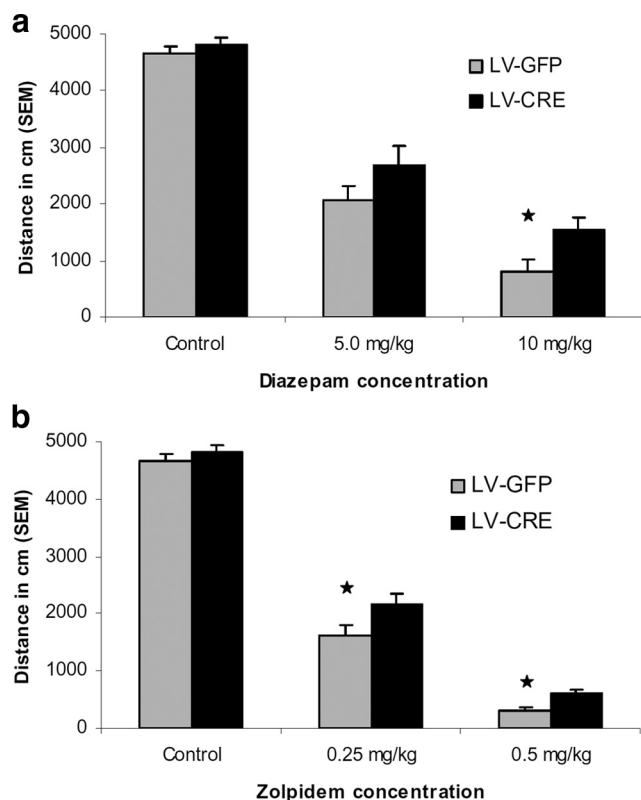 a
Distance in cm (SEM)
5000
4000
3000
2000
1000
0
LV-GFP
LV-CRE
★
Control
5.0 mg/kg
10 mg/kg
Diazepam concentration
b
Distance in cm (SEM)
5000
4000
3000
2000
1000
0
LV-GFP
LV-CRE
★
★
Control
0.25 mg/kg
0.5 mg/kg
Zolpidem concentration